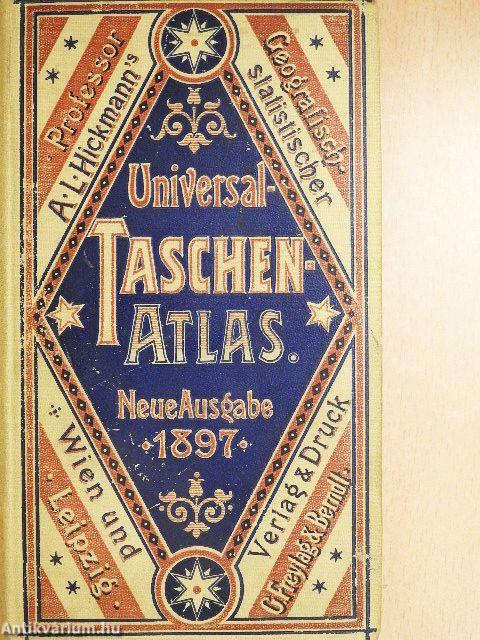 Professor
A. L. Hickmann's
Geografisch-
statistischer
Universal-
TASCHEN-
ATLAS.
Neue Ausgabe
1897
Wien und
Leipzig.
Verlag & Druck
G. Freytag & Berndt.
Antikvarium.hu